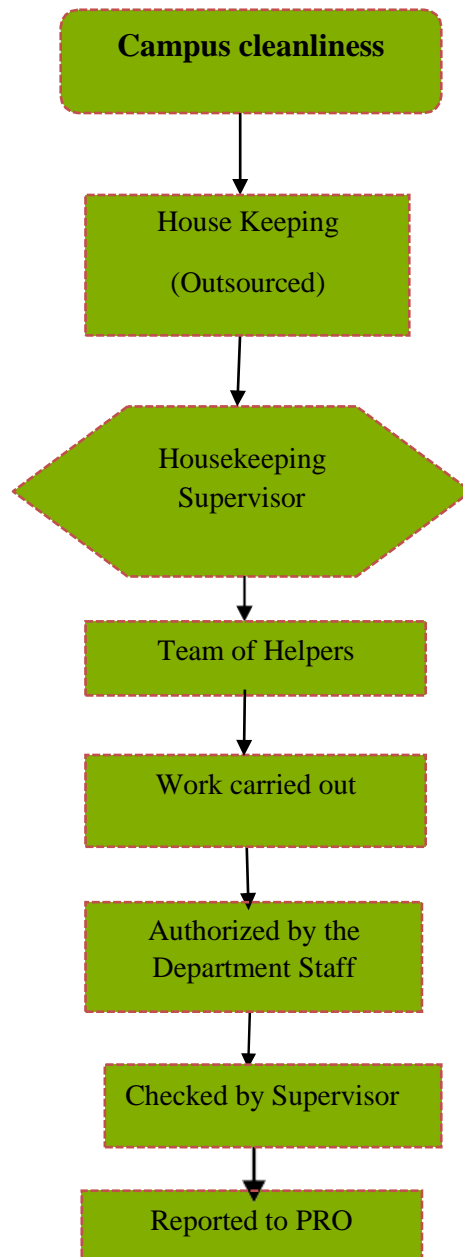 Campus cleanliness
House Keeping
(Outsourced)
Housekeeping
Supervisor
Team of Helpers
Work carried out
Authorized by the
Department Staff
Checked by Supervisor
Reported to PRO